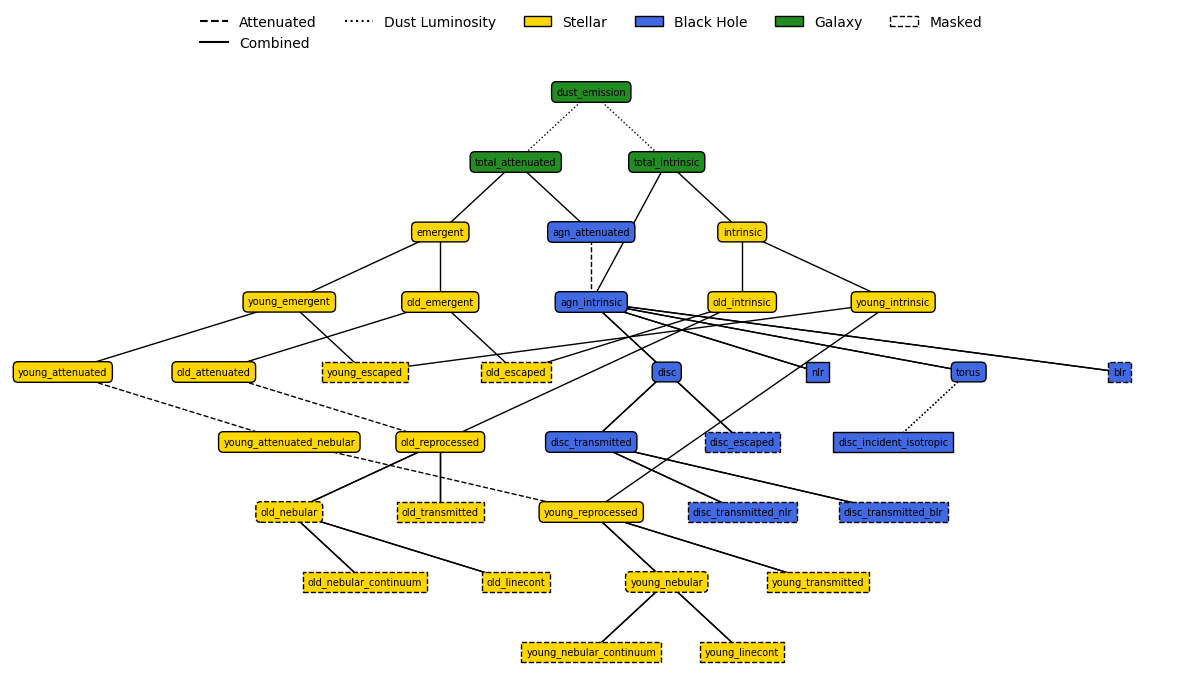 Attenuated Dust Luminosity Stellar Black Hole Galaxy Masked
Combined
dust_emission
total_attenuated total_intrinsic
emergent agn_attenuated intrinsic
young_emergent old_emergent agn_intrinsic old_intrinsic young_intrinsic
young_attenuated old_attenuated young_escaped old_escaped disc nlr torus blr
young_attenuated_nebular old_reprocessed disc_transmitted disc_escaped disc_incident_isotropic
old_nebular old_transmitted young_reprocessed disc_transmitted_nlr disc_transmitted_blr
old_nebular_continuum old_linecont young_nebular young_transmitted
young_nebular_continuum young_linecont